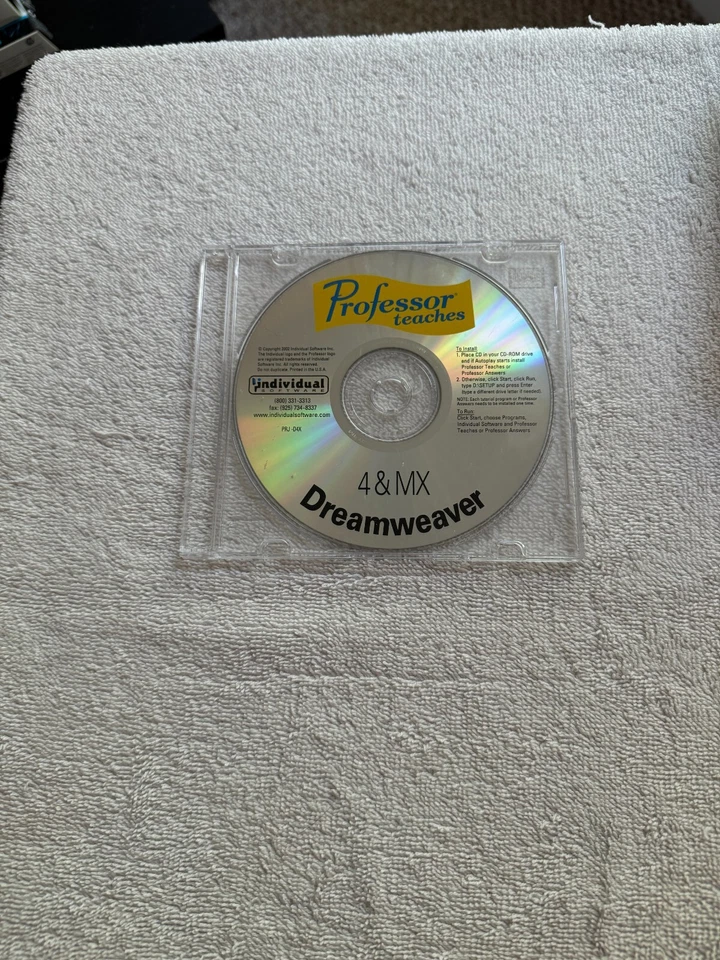 Professor®
teaches
© Copyright 2002 Individual Software Inc.
The Individual logo and the Professor logo
are registered trademarks of Individual
Software Inc. All rights reserved.
Do not duplicate. Printed in the U.S.A.
individual
SOFTWARE
(800) 331-3313
fax: (925) 734-8337
www.individualsoftware.com
PRJ -D4X
To Install
1. Place CD in your CD-ROM drive
and if Autoplay starts install
Professor Teaches or
Professor Answers
2. Otherwise, click Start, click Run,
type D:\SETUP and press Enter
(type a different drive letter if needed).
NOTE: Each tutorial program or Professor
Answers needs to be installed one time.
To Run:
Click Start, choose Programs,
Individual Software and Professor
Teaches or Professor Answers
4 & MX
Dreamweaver